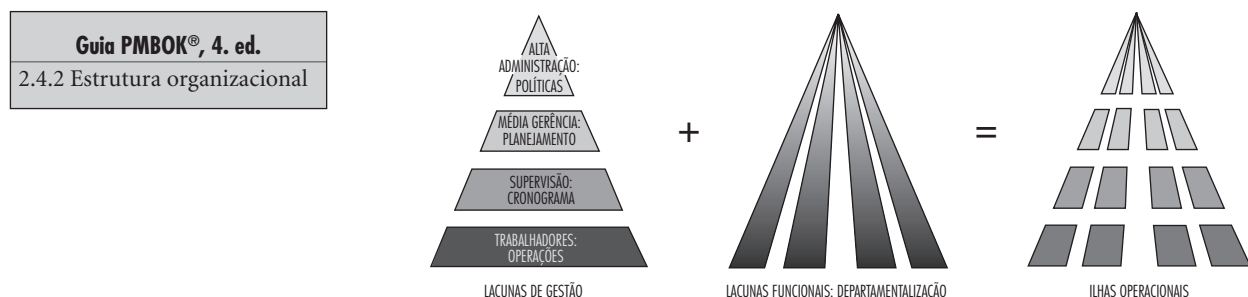 Guia PMBOK®, 4. ed.
2.4.2 Estrutura organizacional
ALTA
ADMINISTRAÇÃO:
POLÍTICAS
MÉDIA GERÊNCIA:
PLANEJAMENTO
SUPERVISÃO:
CRONOGRAMA
TRABALHADORES:
OPERAÇÕES
LACUNAS DE GESTÃO
+
LACUNAS FUNCIONAIS: DEPARTAMENTALIZAÇÃO
=
ILHAS OPERACIONAIS